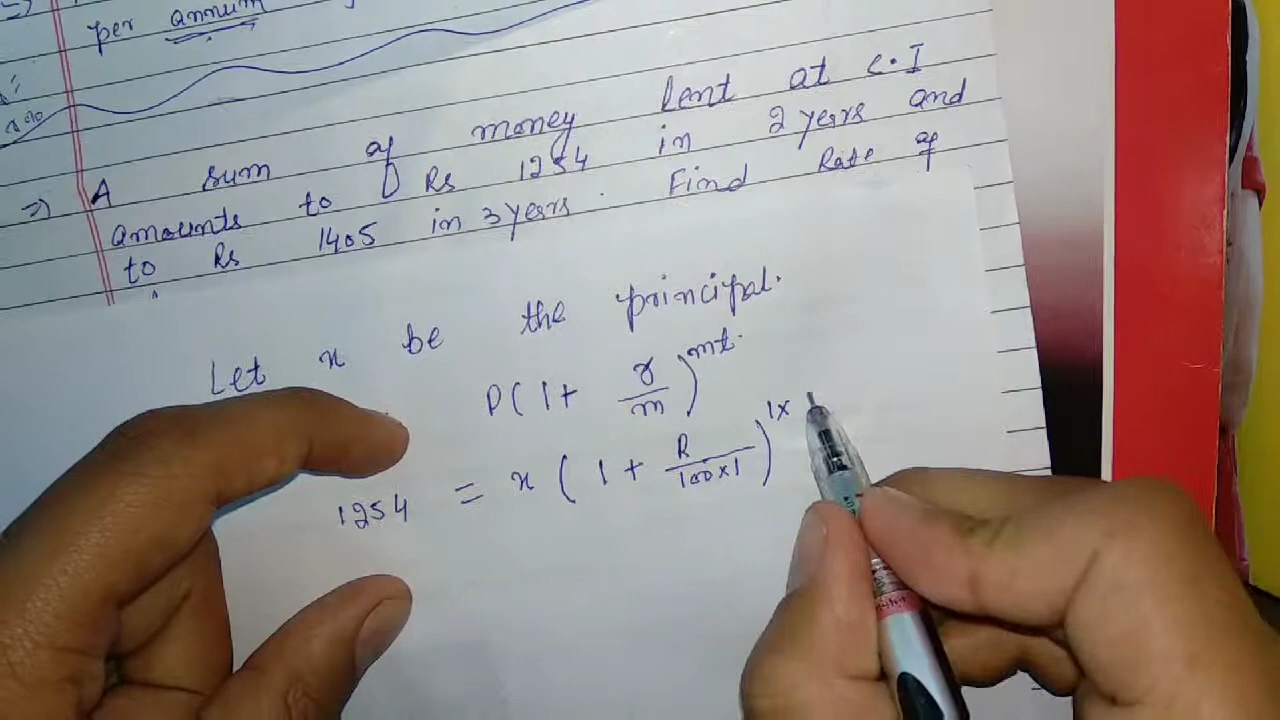 per annum
⇒) A sum of money lent at C.I
amounts to Rs 1254 in 2 years and
to Rs 1405 in 3 years. Find Rate of
Let x be the principal.
P(1+ r/m)^mt.
1254 = x (1 + R/100×1)^1×